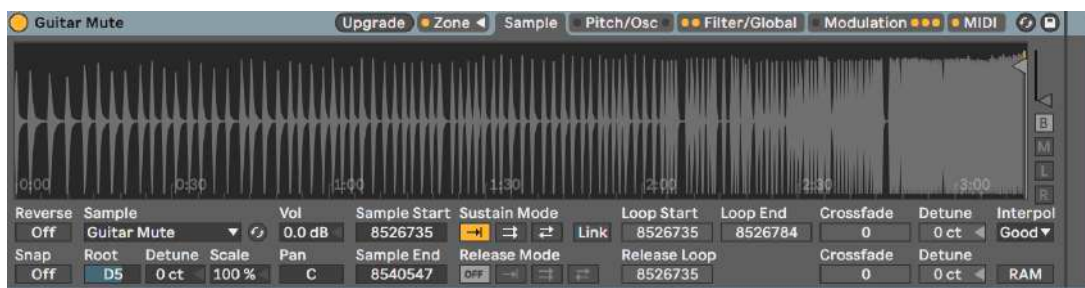 Guitar Mute Upgrade Zone Sample Pitch/Osc Filter/Global Modulation MIDI
B
M
L
R
0:00 0:30 1:00 1:30 2:00 2:30 3:00
Reverse Sample Vol Sample Start Sustain Mode Loop Start Loop End Crossfade Detune Interpol
Off Guitar Mute 0.0 dB 8526735 Link 8526735 8526784 0 0 ct Good
Snap Root Detune Scale Pan Sample End Release Mode Release Loop Crossfade Detune
Off D5 0 ct 100 % C 8540547 OFF 8526735 0 0 ct RAM